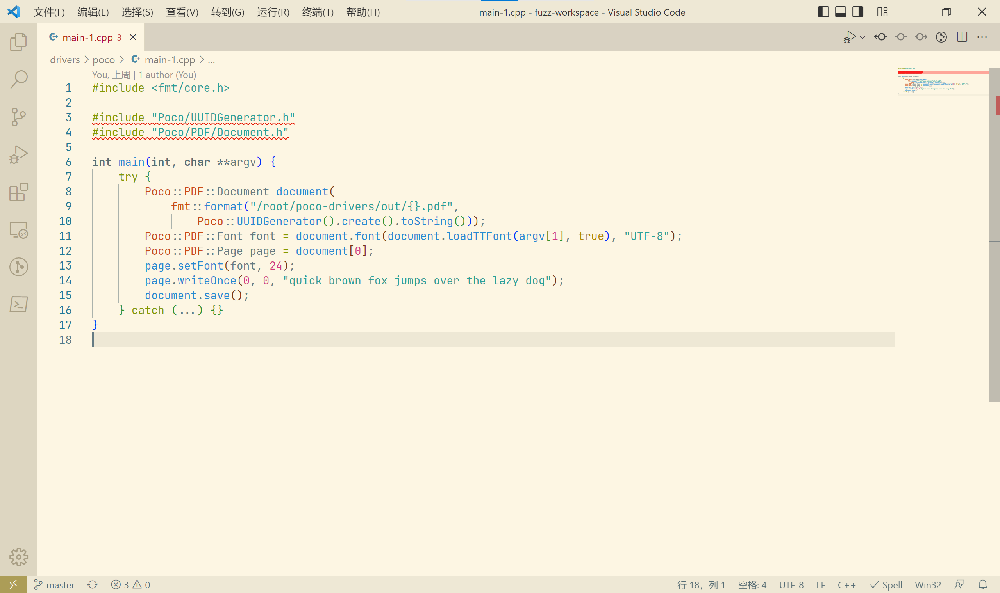 文件(F) 编辑(E) 选择(S) 查看(V) 转到(G) 运行(R) 终端(T) 帮助(H) main-1.cpp - fuzz-workspace - Visual Studio Code
main-1.cpp 3
drivers > poco > main-1.cpp > ...
You, 上周 | 1 author (You)
1 #include <fmt/core.h>
2
3 #include "Poco/UUIDGenerator.h"
4 #include "Poco/PDF/Document.h"
5
6 int main(int, char **argv) {
7 try {
8 Poco::PDF::Document document(
9 fmt::format("/root/poco-drivers/out/{}.pdf",
10 Poco::UUIDGenerator().create().toString()));
11 Poco::PDF::Font font = document.font(document.loadTTFont(argv[1], true), "UTF-8");
12 Poco::PDF::Page page = document[0];
13 page.setFont(font, 24);
14 page.writeOnce(0, 0, "quick brown fox jumps over the lazy dog");
15 document.save();
16 } catch (...) {}
17 }
18
master 3 0 行 18, 列 1 空格: 4 UTF-8 LF C++ Spell Win32